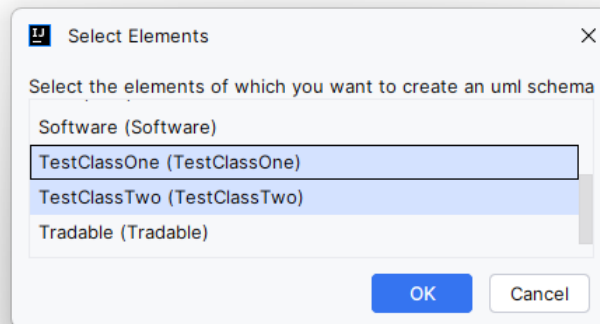 IJ
Select Elements
Select the elements of which you want to create an uml schema
Software (Software)
TestClassOne (TestClassOne)
TestClassTwo (TestClassTwo)
Tradable (Tradable)
OK
Cancel